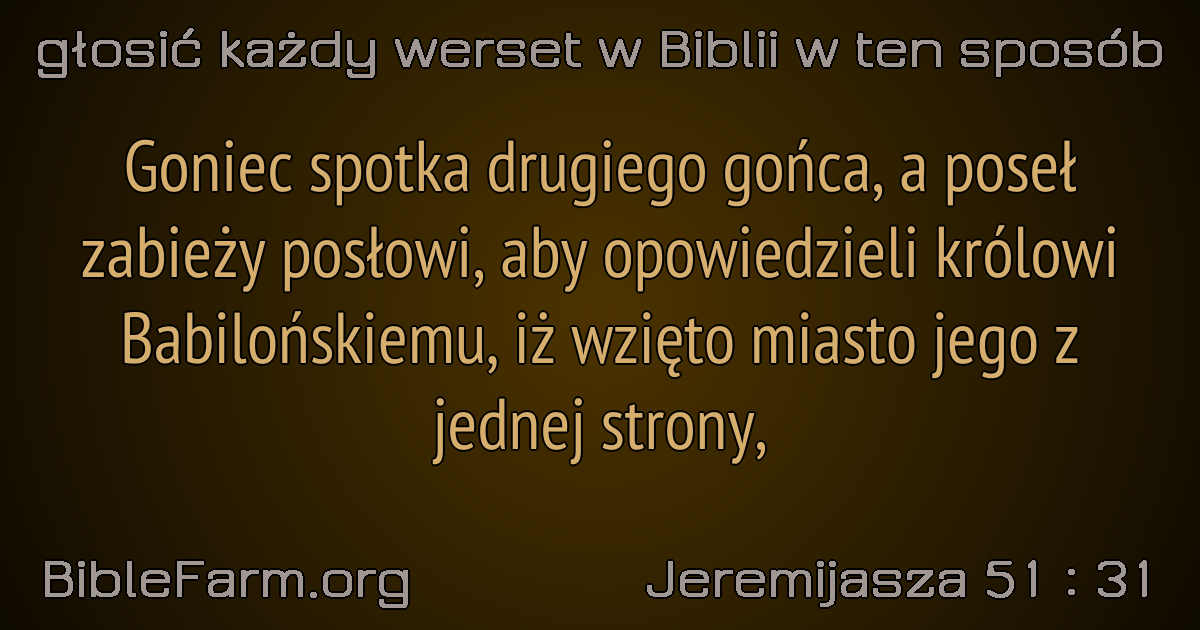 głosić każdy werset w Biblii w ten sposób
Goniec spotka drugiego gońca, a poseł
zabieży posłowi, aby opowiedzieli królowi
Babilońskiemu, iż wzięto miasto jego z
jednej strony,
BibleFarm.org
Jeremijasza 51 : 31